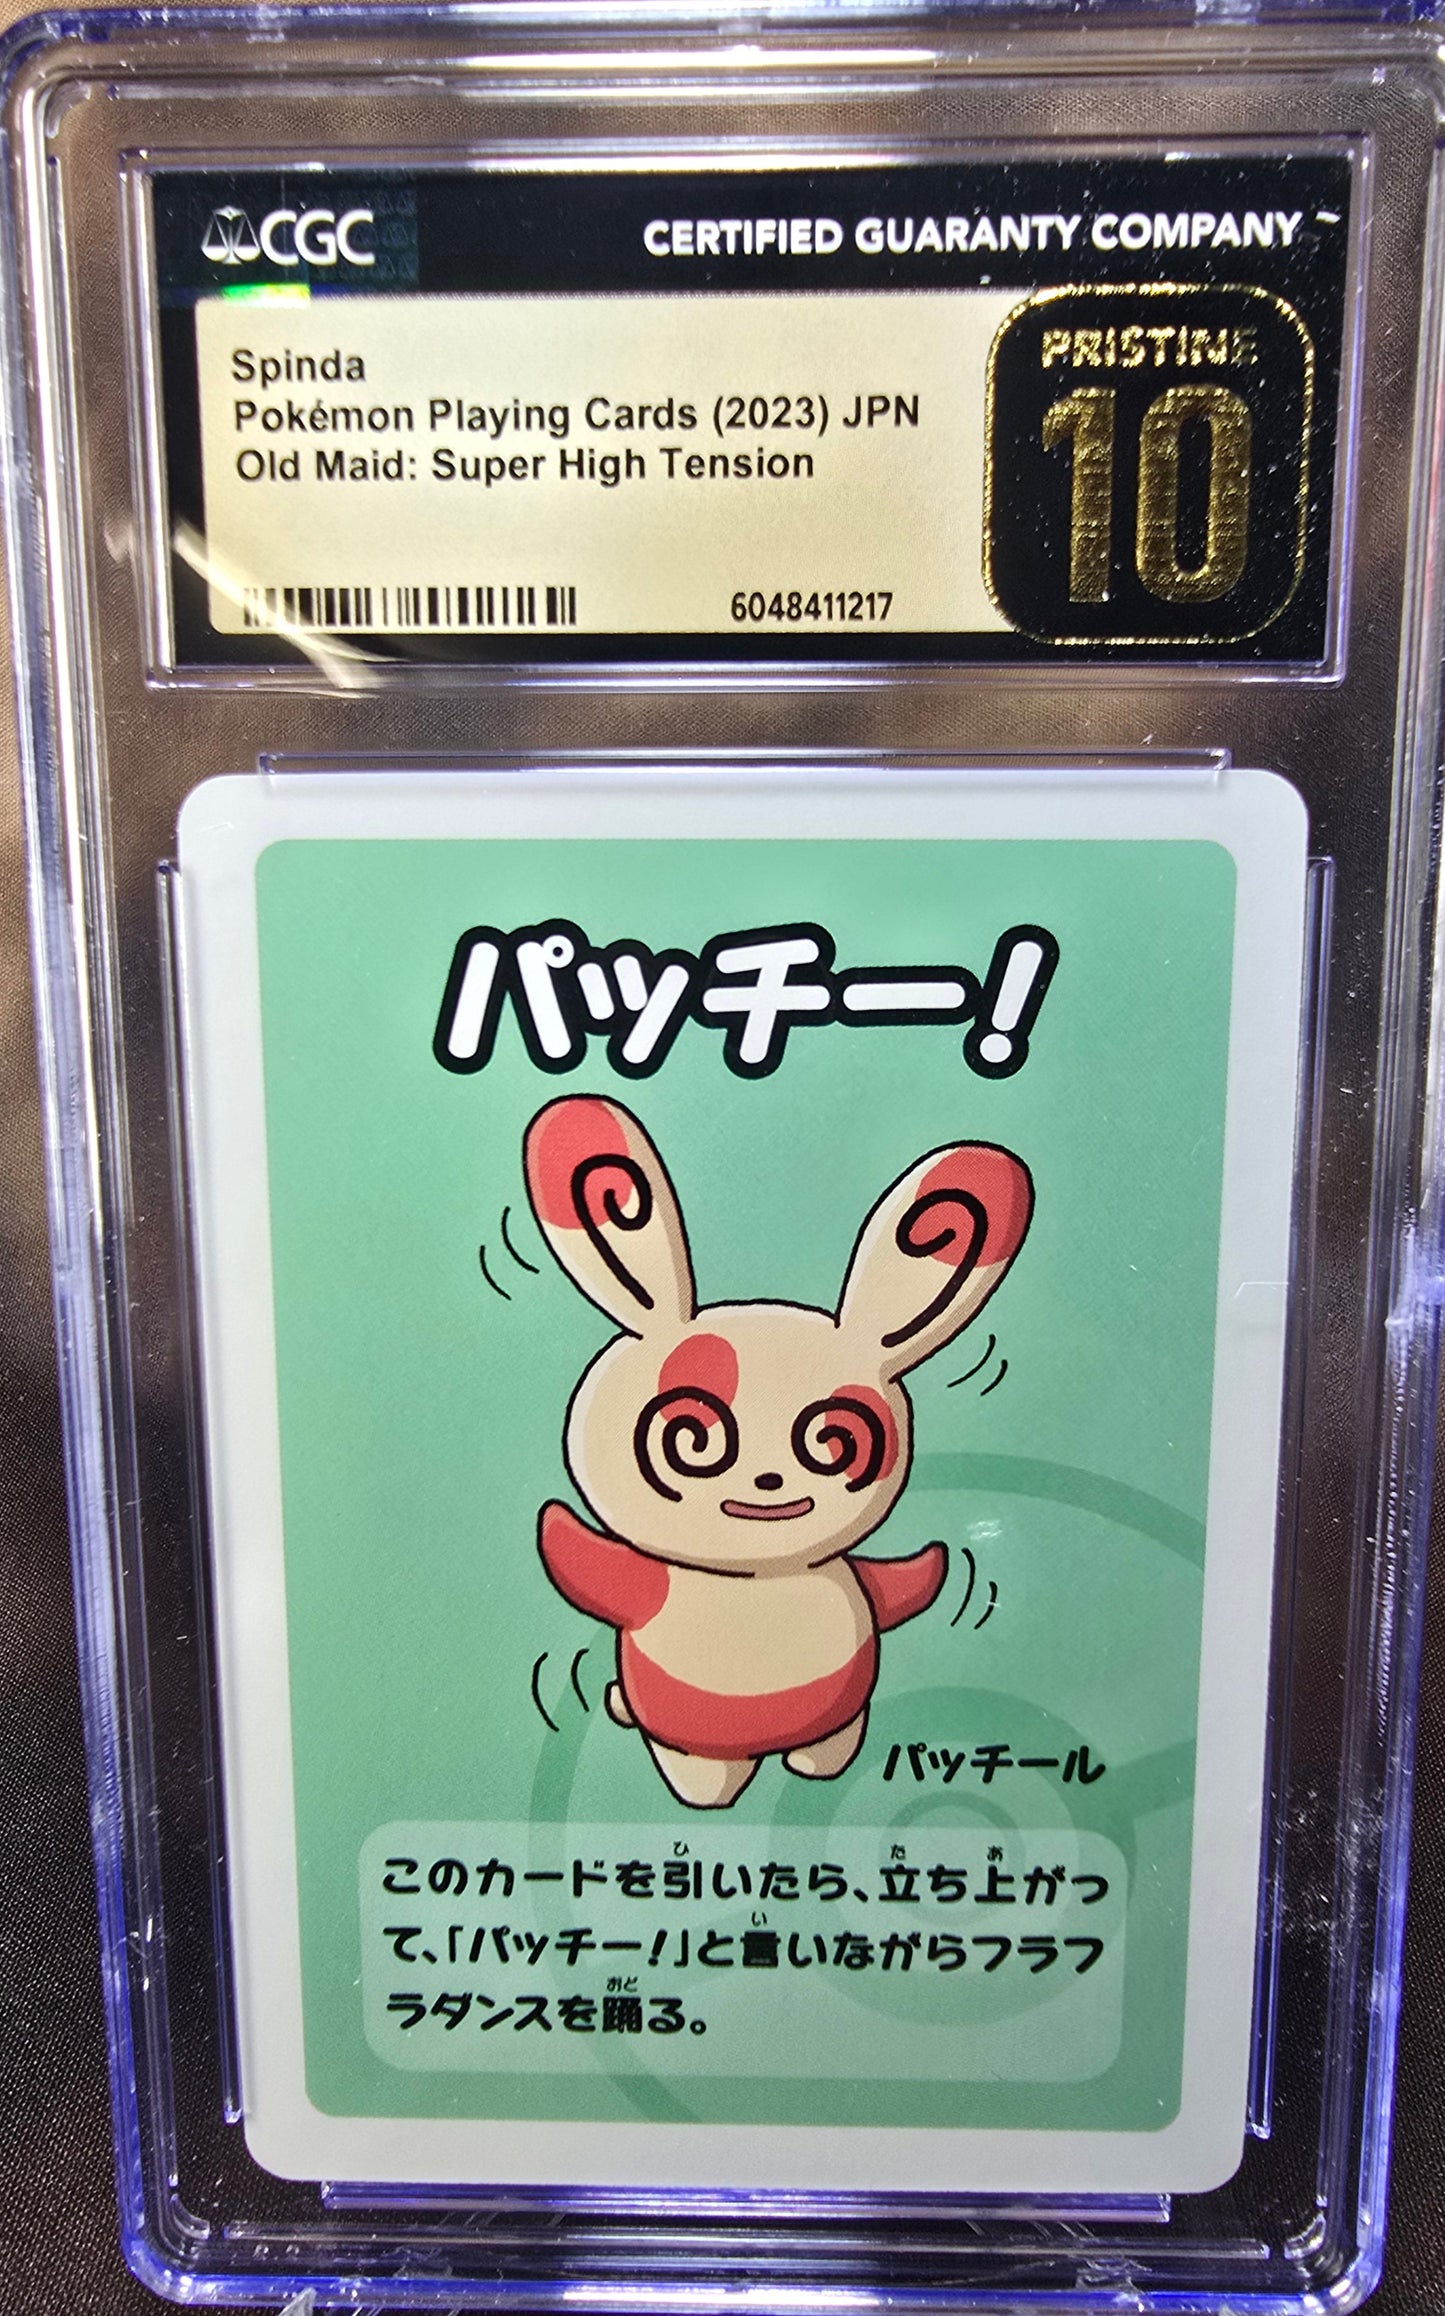 CGC
CERTIFIED GUARANTY COMPANY
Spinda
Pokémon Playing Cards (2023) JPN
Old Maid: Super High Tension
6048411217
PRISTINE
10
パッチー!
パッチール
このカードを引いたら、立ち上がっ
て、「パッチー!」と言いながらフラフ
ラダンスを踊る。